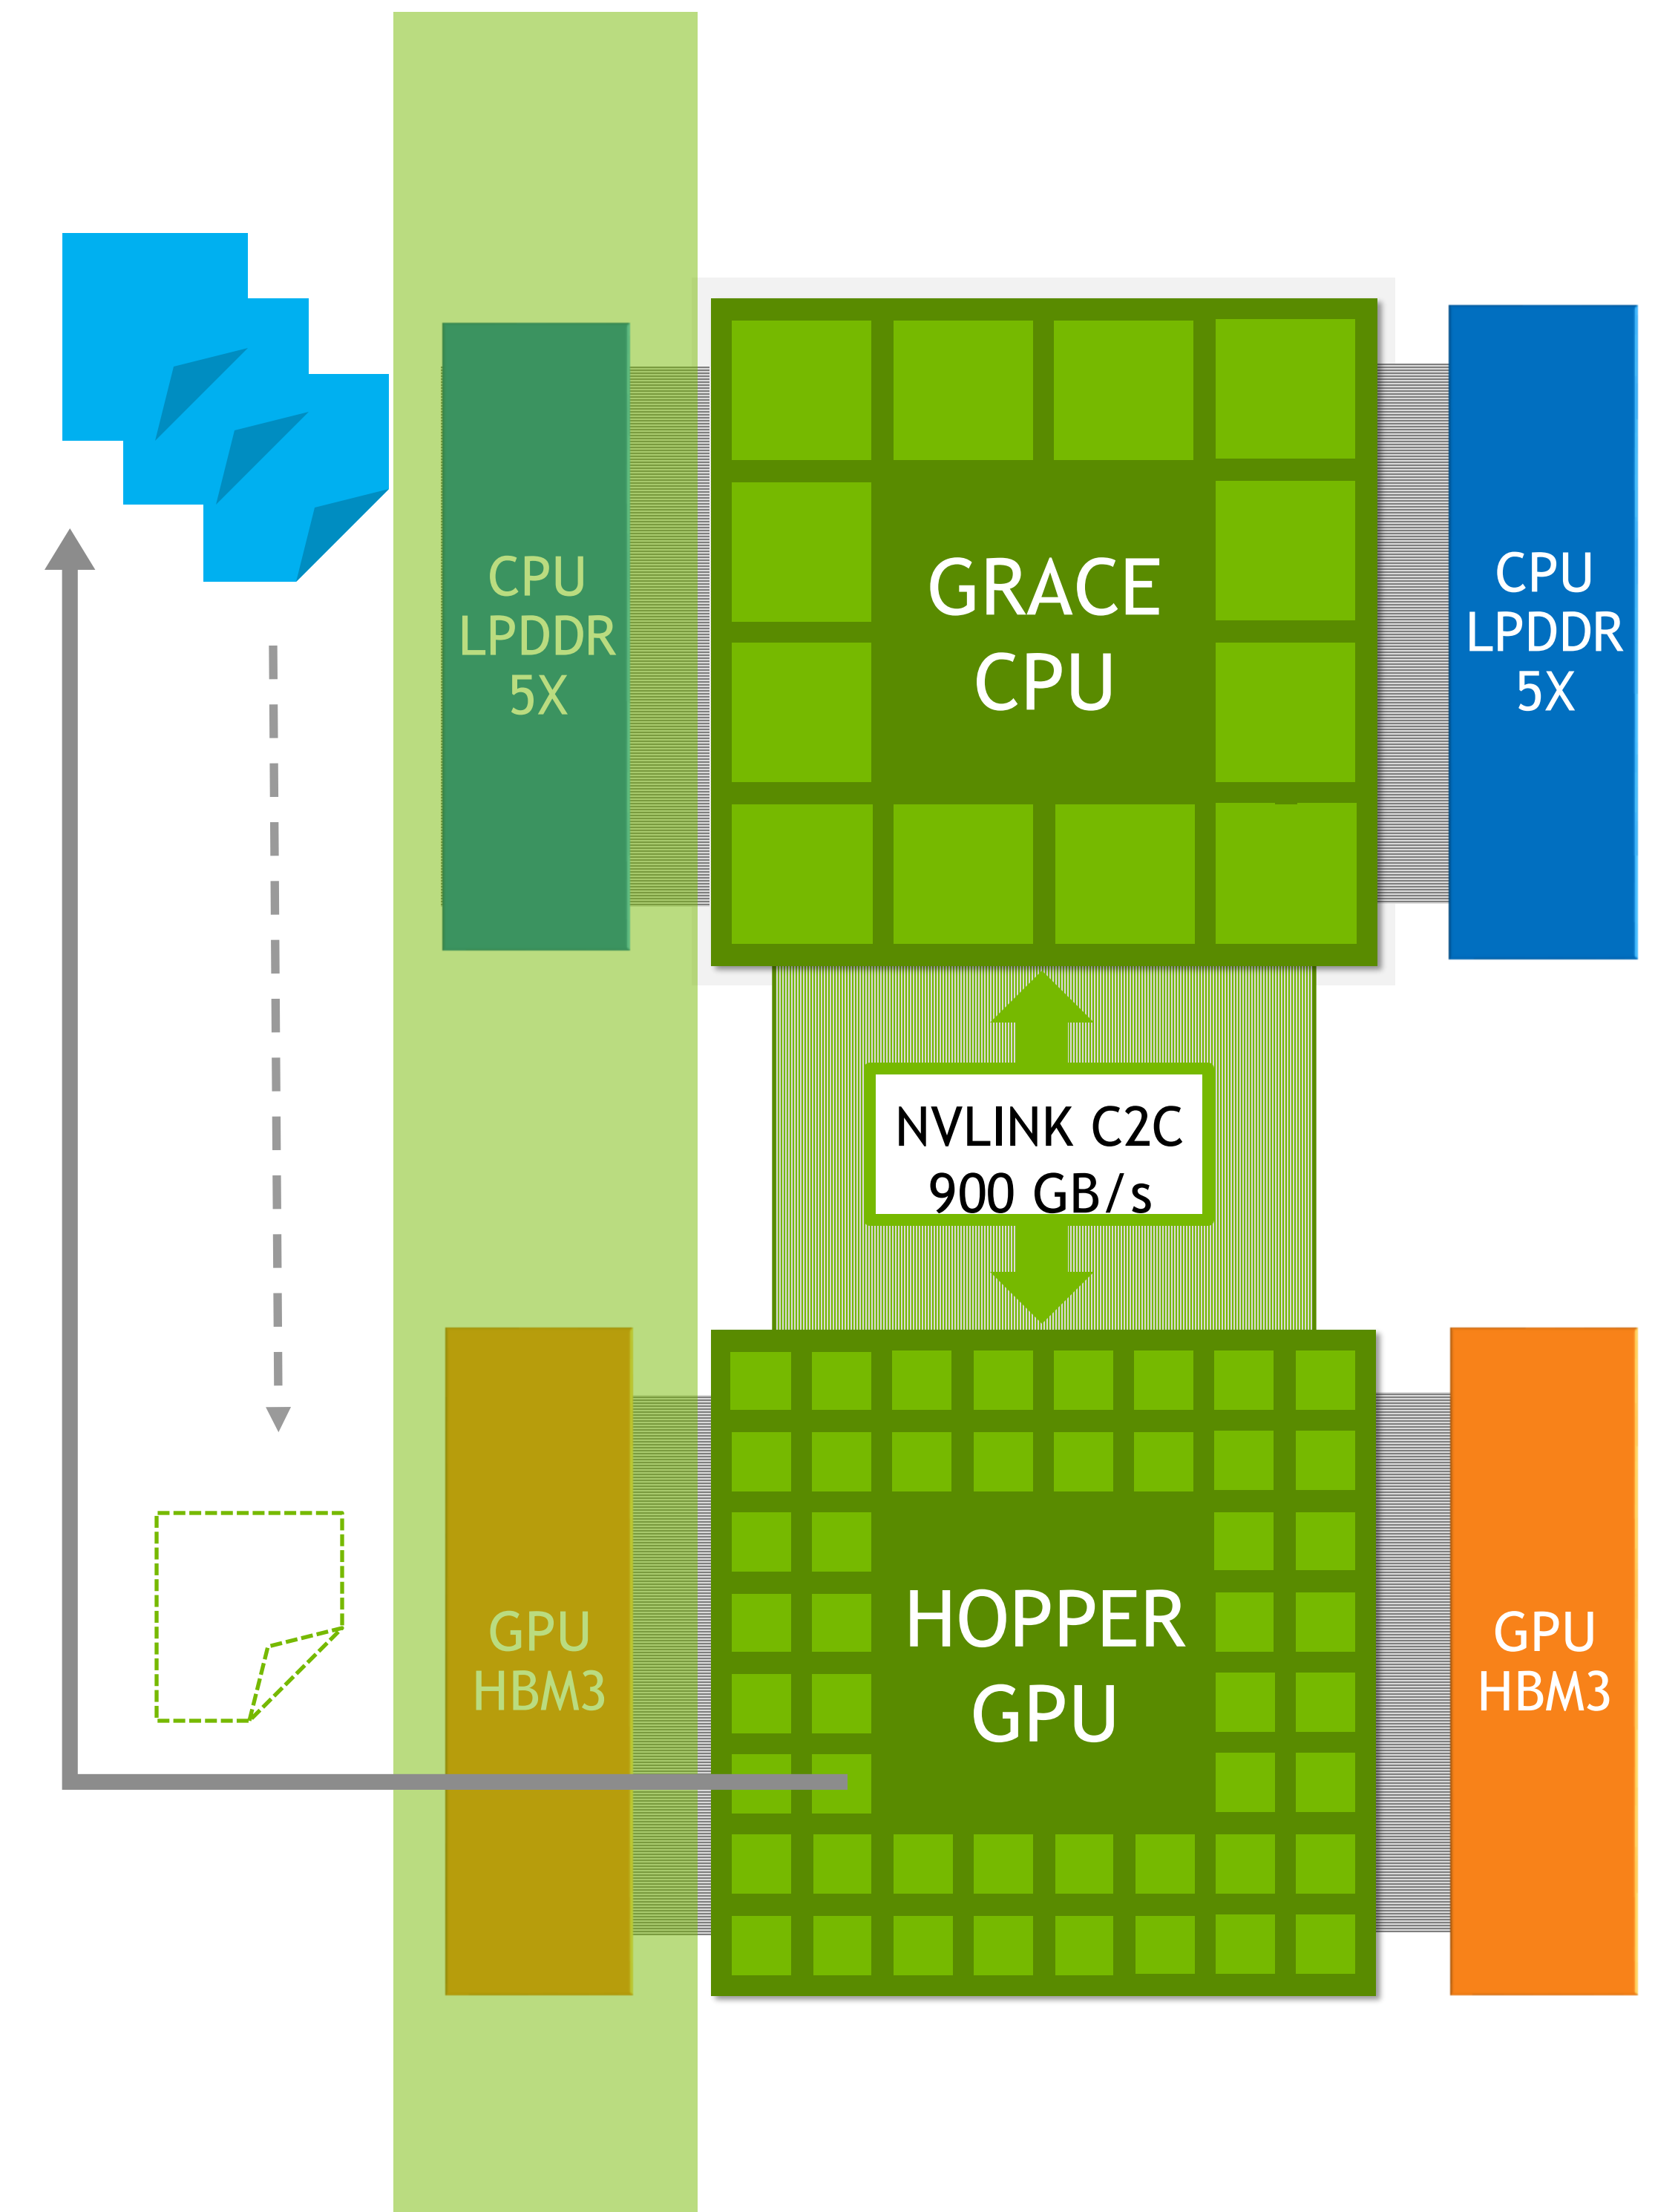 CPU
LPDDR
5X
GRACE
CPU
CPU
LPDDR
5X
NVLINK C2C
900 GB/s
GPU
HBM3
HOPPER
GPU
GPU
HBM3